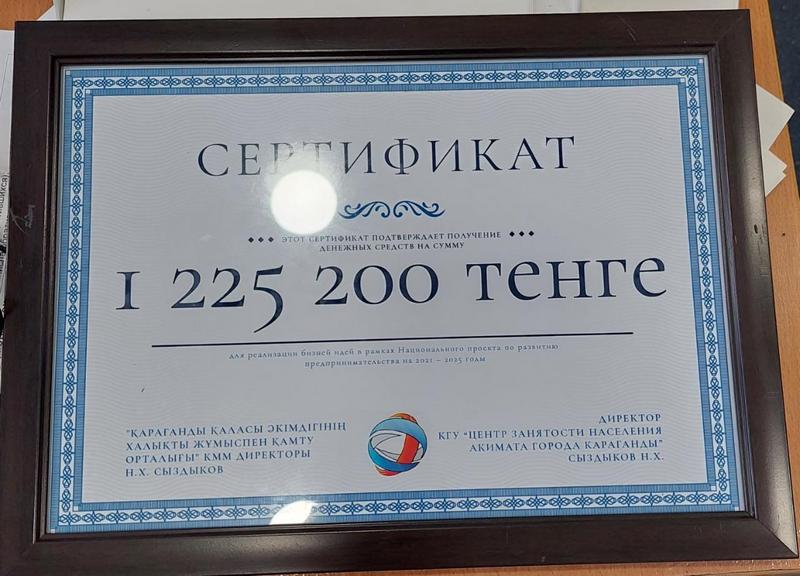 СЕРТИФИКАТ
ЭТОТ СЕРТИФИКАТ ПОДТВЕРЖДАЕТ ПОЛУЧЕНИЕ
ДЕНЕЖНЫХ СРЕДСТВ НА СУММУ
1 225 200 тенге
для реализации бизней идей в рамках Национального проекта по развитию
предпринимательства на 2021 – 2025 годы
"ҚАРАҒАНДЫ ҚАЛАСЫ ӘКІМДІГІНІҢ
ХАЛЫҚТЫ ЖҰМЫСПЕН ҚАМТУ
ОРТАЛЫҒЫ" КММ ДИРЕКТОРЫ
Н.Х. СЫЗДЫКОВ
ДИРЕКТОР
КГУ "ЦЕНТР ЗАНЯТОСТИ НАСЕЛЕНИЯ
АКИМАТА ГОРОДА КАРАГАНДЫ"
СЫЗДЫКОВ Н.Х.